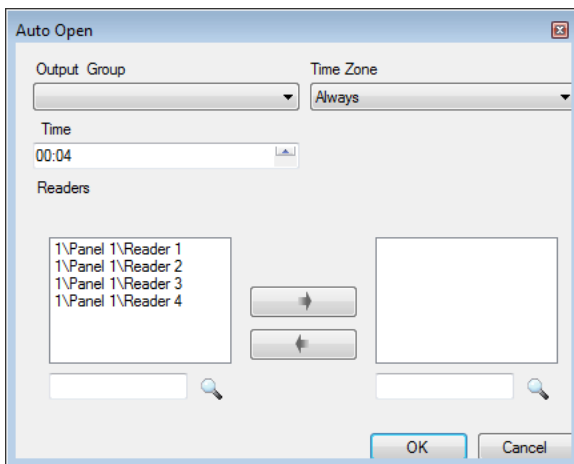 Auto Open
Output Group
Time Zone
Always
Time
00:04
Readers
1\Panel 1\Reader 1
1\Panel 1\Reader 2
1\Panel 1\Reader 3
1\Panel 1\Reader 4
OK
Cancel